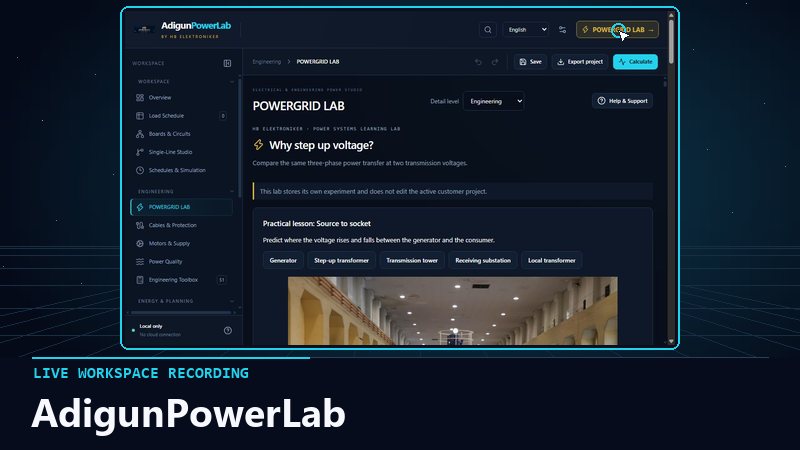 AdigunPowerLab
BY HB ELEKTRONIKER
English
POWERGRID LAB →
WORKSPACE
Engineering > POWERGRID LAB
Save
Export project
Calculate
WORKSPACE
Overview
Load Schedule 0
Boards & Circuits
Single-Line Studio
Schedules & Simulation
ENGINEERING
POWERGRID LAB
Cables & Protection
Motors & Supply
Power Quality
Engineering Toolbox 51
ENERGY & PLANNING
Local only
No cloud connection
ELECTRICAL & ENGINEERING POWER STUDIO
POWERGRID LAB
Detail level
Engineering
Help & Support
HB ELEKTRONIKER · POWER SYSTEMS LEARNING LAB
Why step up voltage?
Compare the same three-phase power transfer at two transmission voltages.
This lab stores its own experiment and does not edit the active customer project.
Practical lesson: Source to socket
Predict where the voltage rises and falls between the generator and the consumer.
Generator
Step-up transformer
Transmission tower
Receiving substation
Local transformer
LIVE WORKSPACE RECORDING
AdigunPowerLab